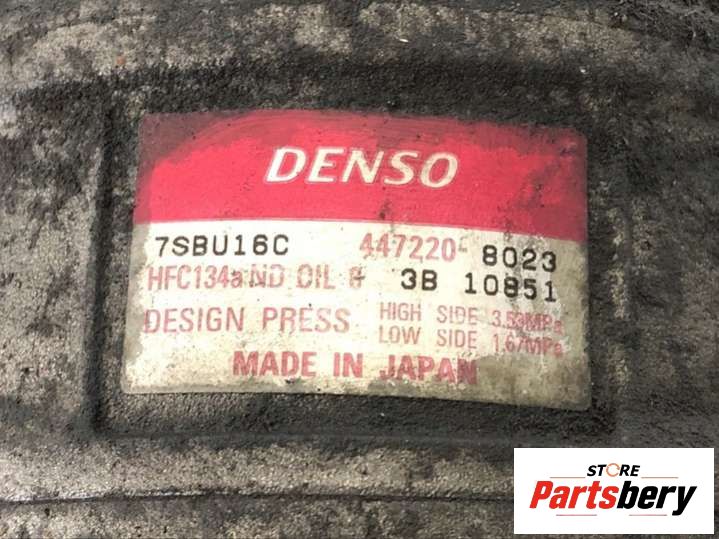 DENSO
7SBU16C 447220-8023
HFC134a ND OIL 8 3B 10851
DESIGN PRESS HIGH SIDE 3.53MPa
LOW SIDE 1.67MPa
MADE IN JAPAN
STORE
Partsbery